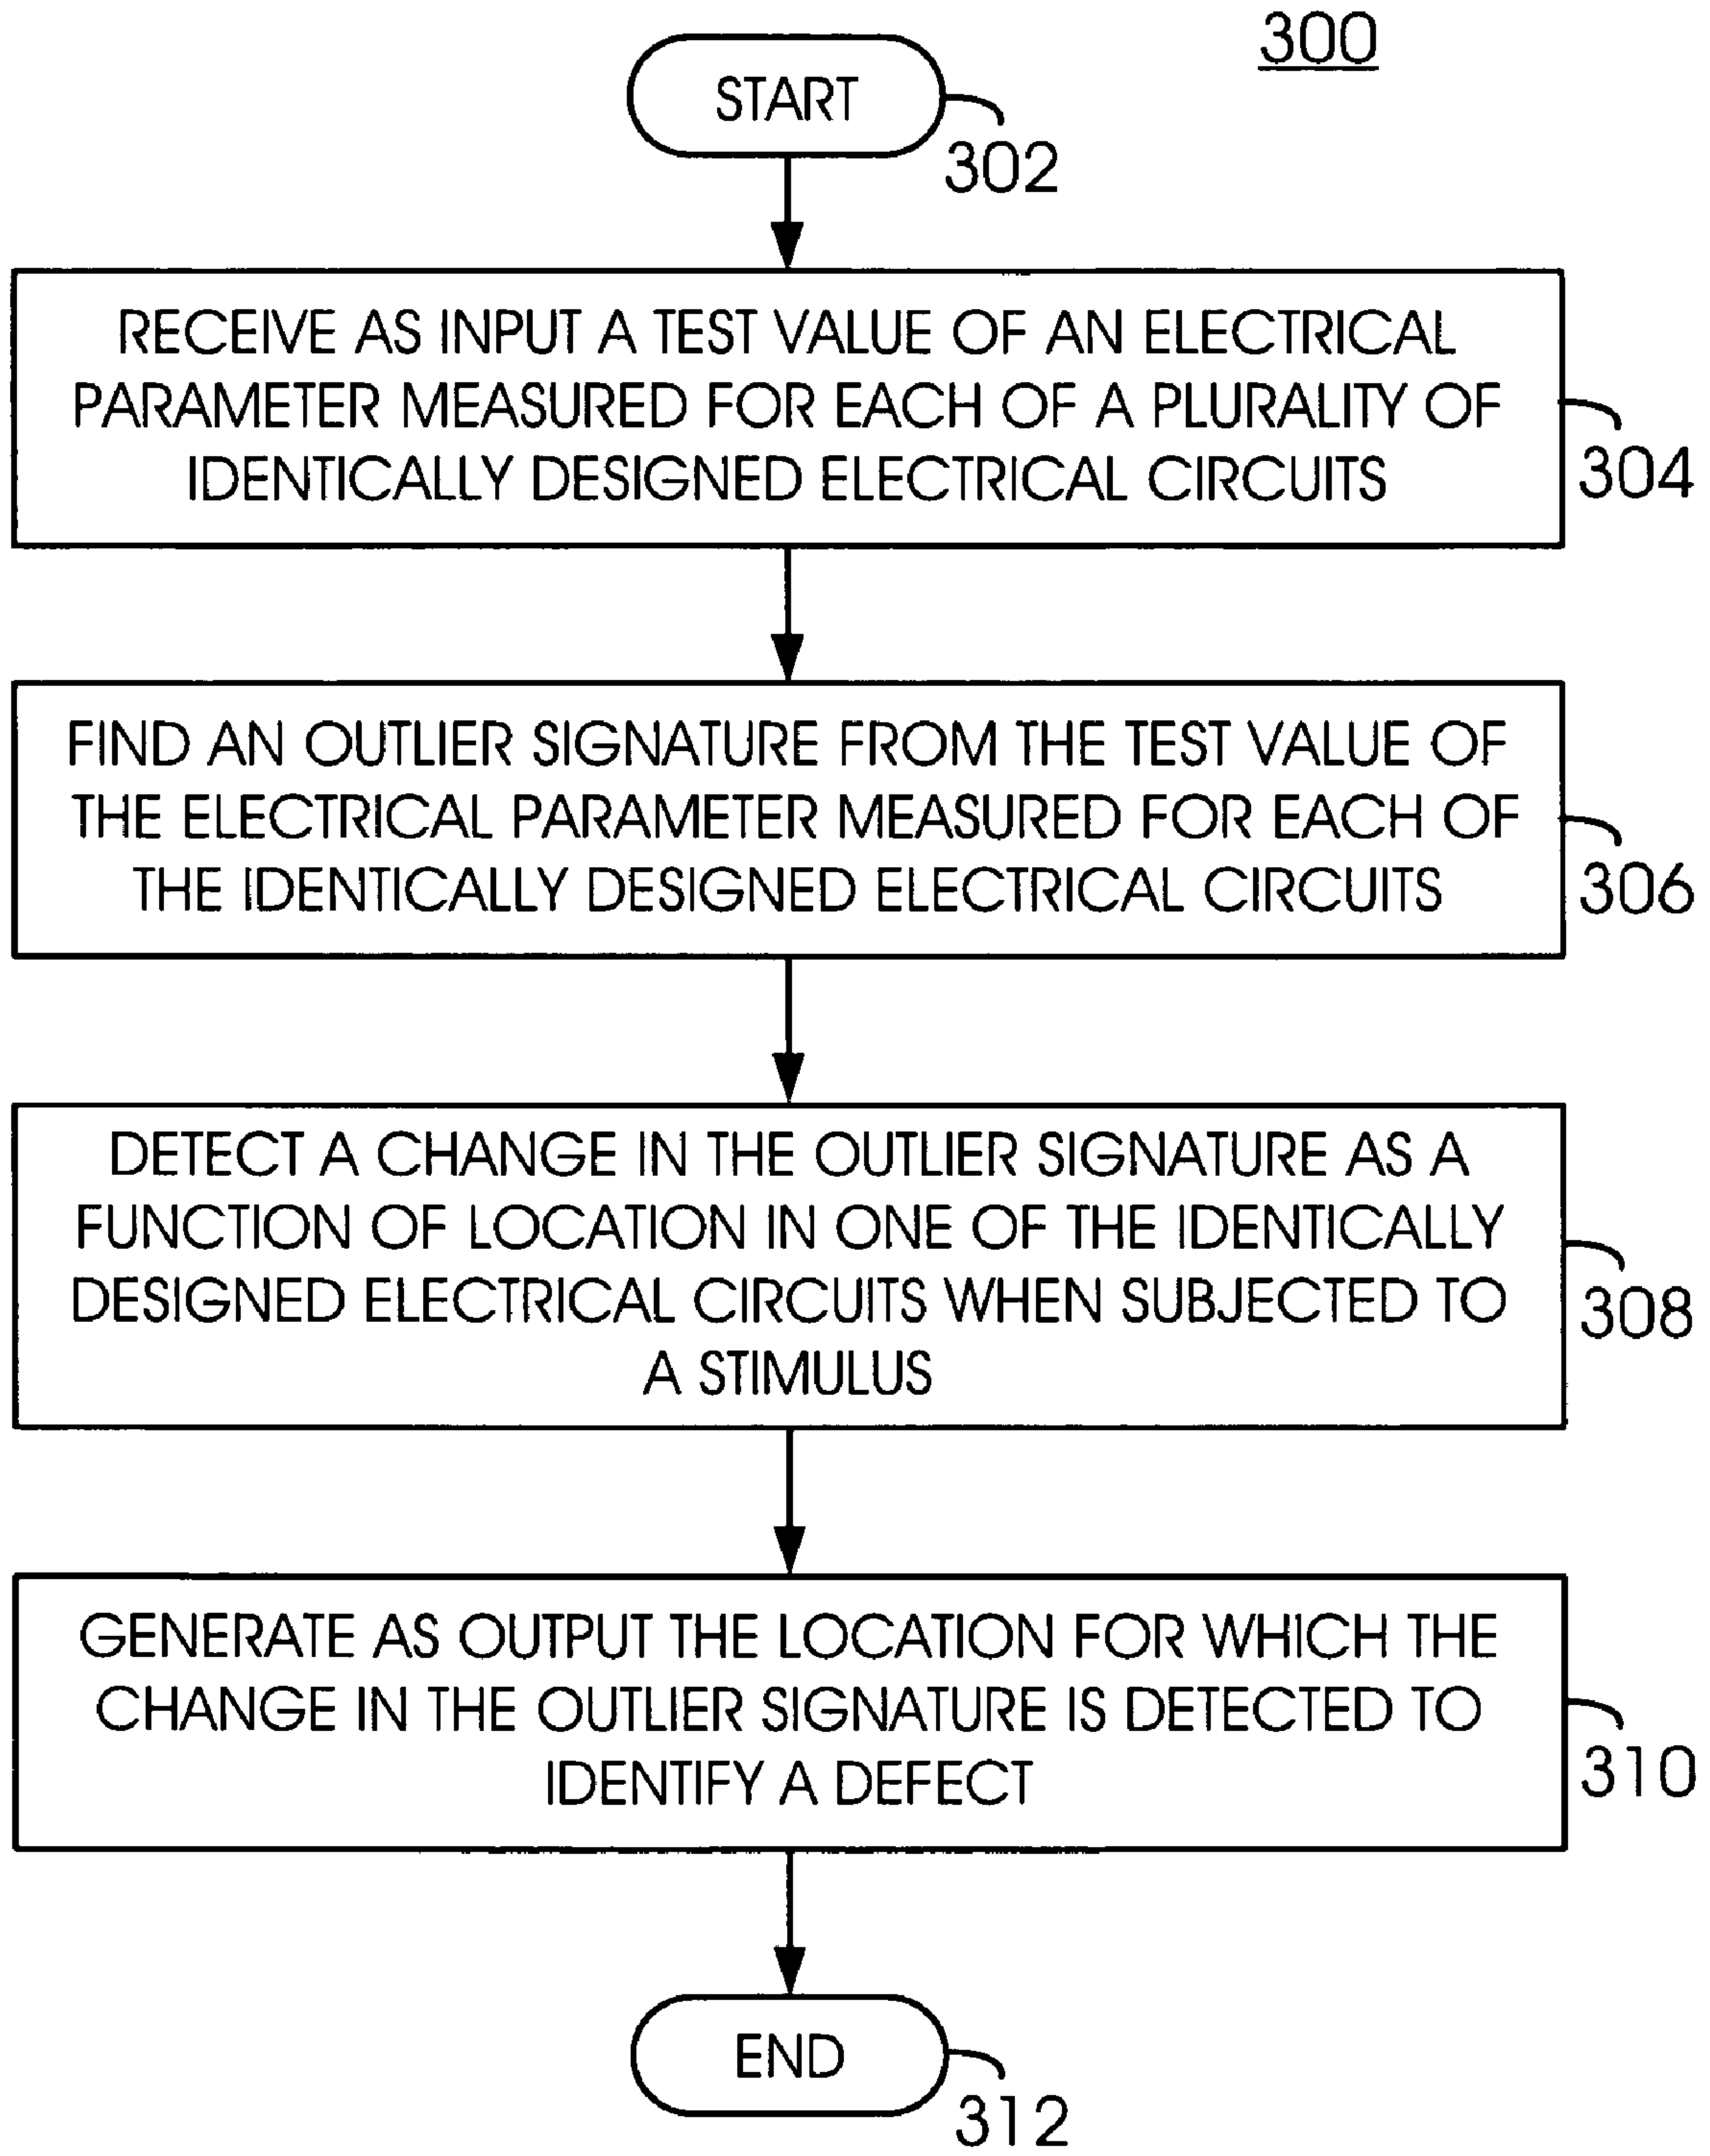 300
START
302
RECEIVE AS INPUT A TEST VALUE OF AN ELECTRICAL
PARAMETER MEASURED FOR EACH OF A PLURALITY OF
IDENTICALLY DESIGNED ELECTRICAL CIRCUITS
304
FIND AN OUTLIER SIGNATURE FROM THE TEST VALUE OF
THE ELECTRICAL PARAMETER MEASURED FOR EACH OF
THE IDENTICALLY DESIGNED ELECTRICAL CIRCUITS
306
DETECT A CHANGE IN THE OUTLIER SIGNATURE AS A
FUNCTION OF LOCATION IN ONE OF THE IDENTICALLY
DESIGNED ELECTRICAL CIRCUITS WHEN SUBJECTED TO
A STIMULUS
308
GENERATE AS OUTPUT THE LOCATION FOR WHICH THE
CHANGE IN THE OUTLIER SIGNATURE IS DETECTED TO
IDENTIFY A DEFECT
310
END
312